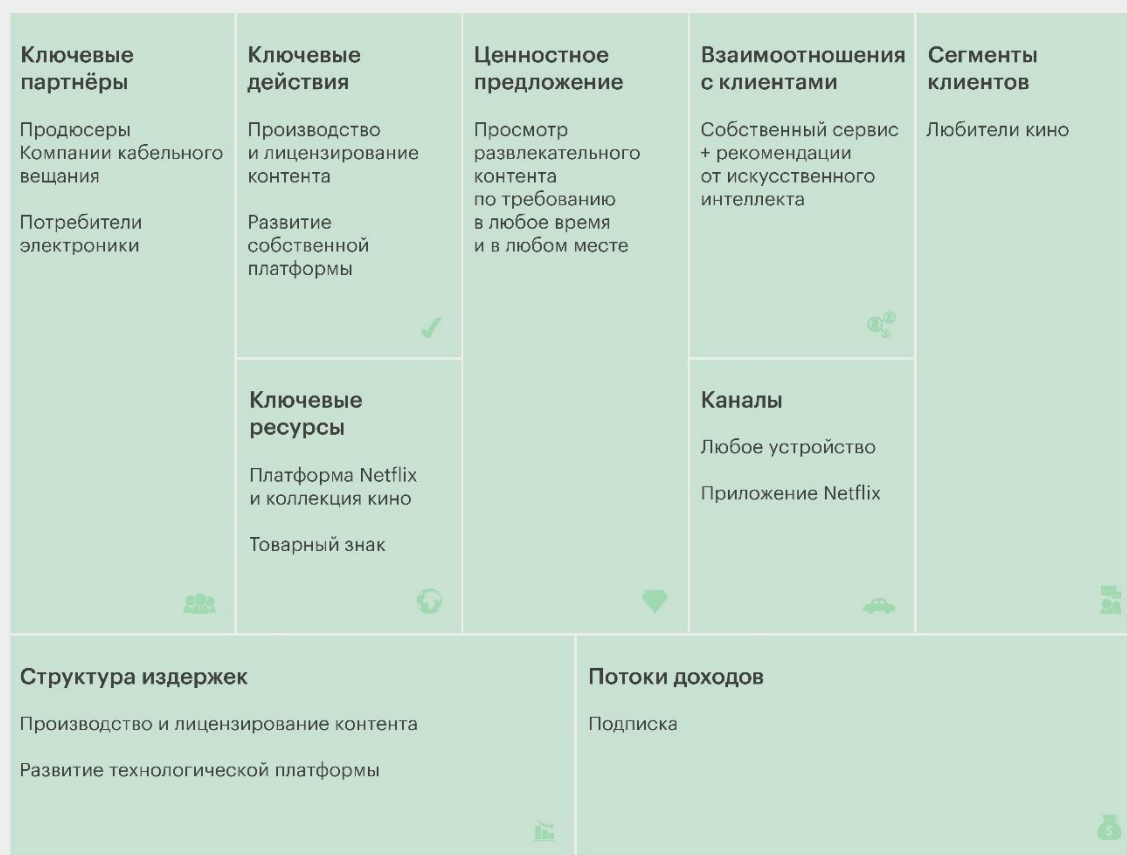 Ключевые
партнёры
Продюсеры
Компании кабельного
вещания
Потребители
электроники
Ключевые
действия
Производство
и лицензирование
контента
Развитие
собственной
платформы
Ключевые
ресурсы
Платформа Netflix
и коллекция кино
Товарный знак
Ценностное
предложение
Просмотр
развлекательного
контента
по требованию
в любое время
и в любом месте
Взаимоотношения
с клиентами
Собственный сервис
+ рекомендации
от искусственного
интеллекта
Каналы
Любое устройство
Приложение Netflix
Сегменты
клиентов
Любители кино
Структура издержек
Производство и лицензирование контента
Развитие технологической платформы
Потоки доходов
Подписка